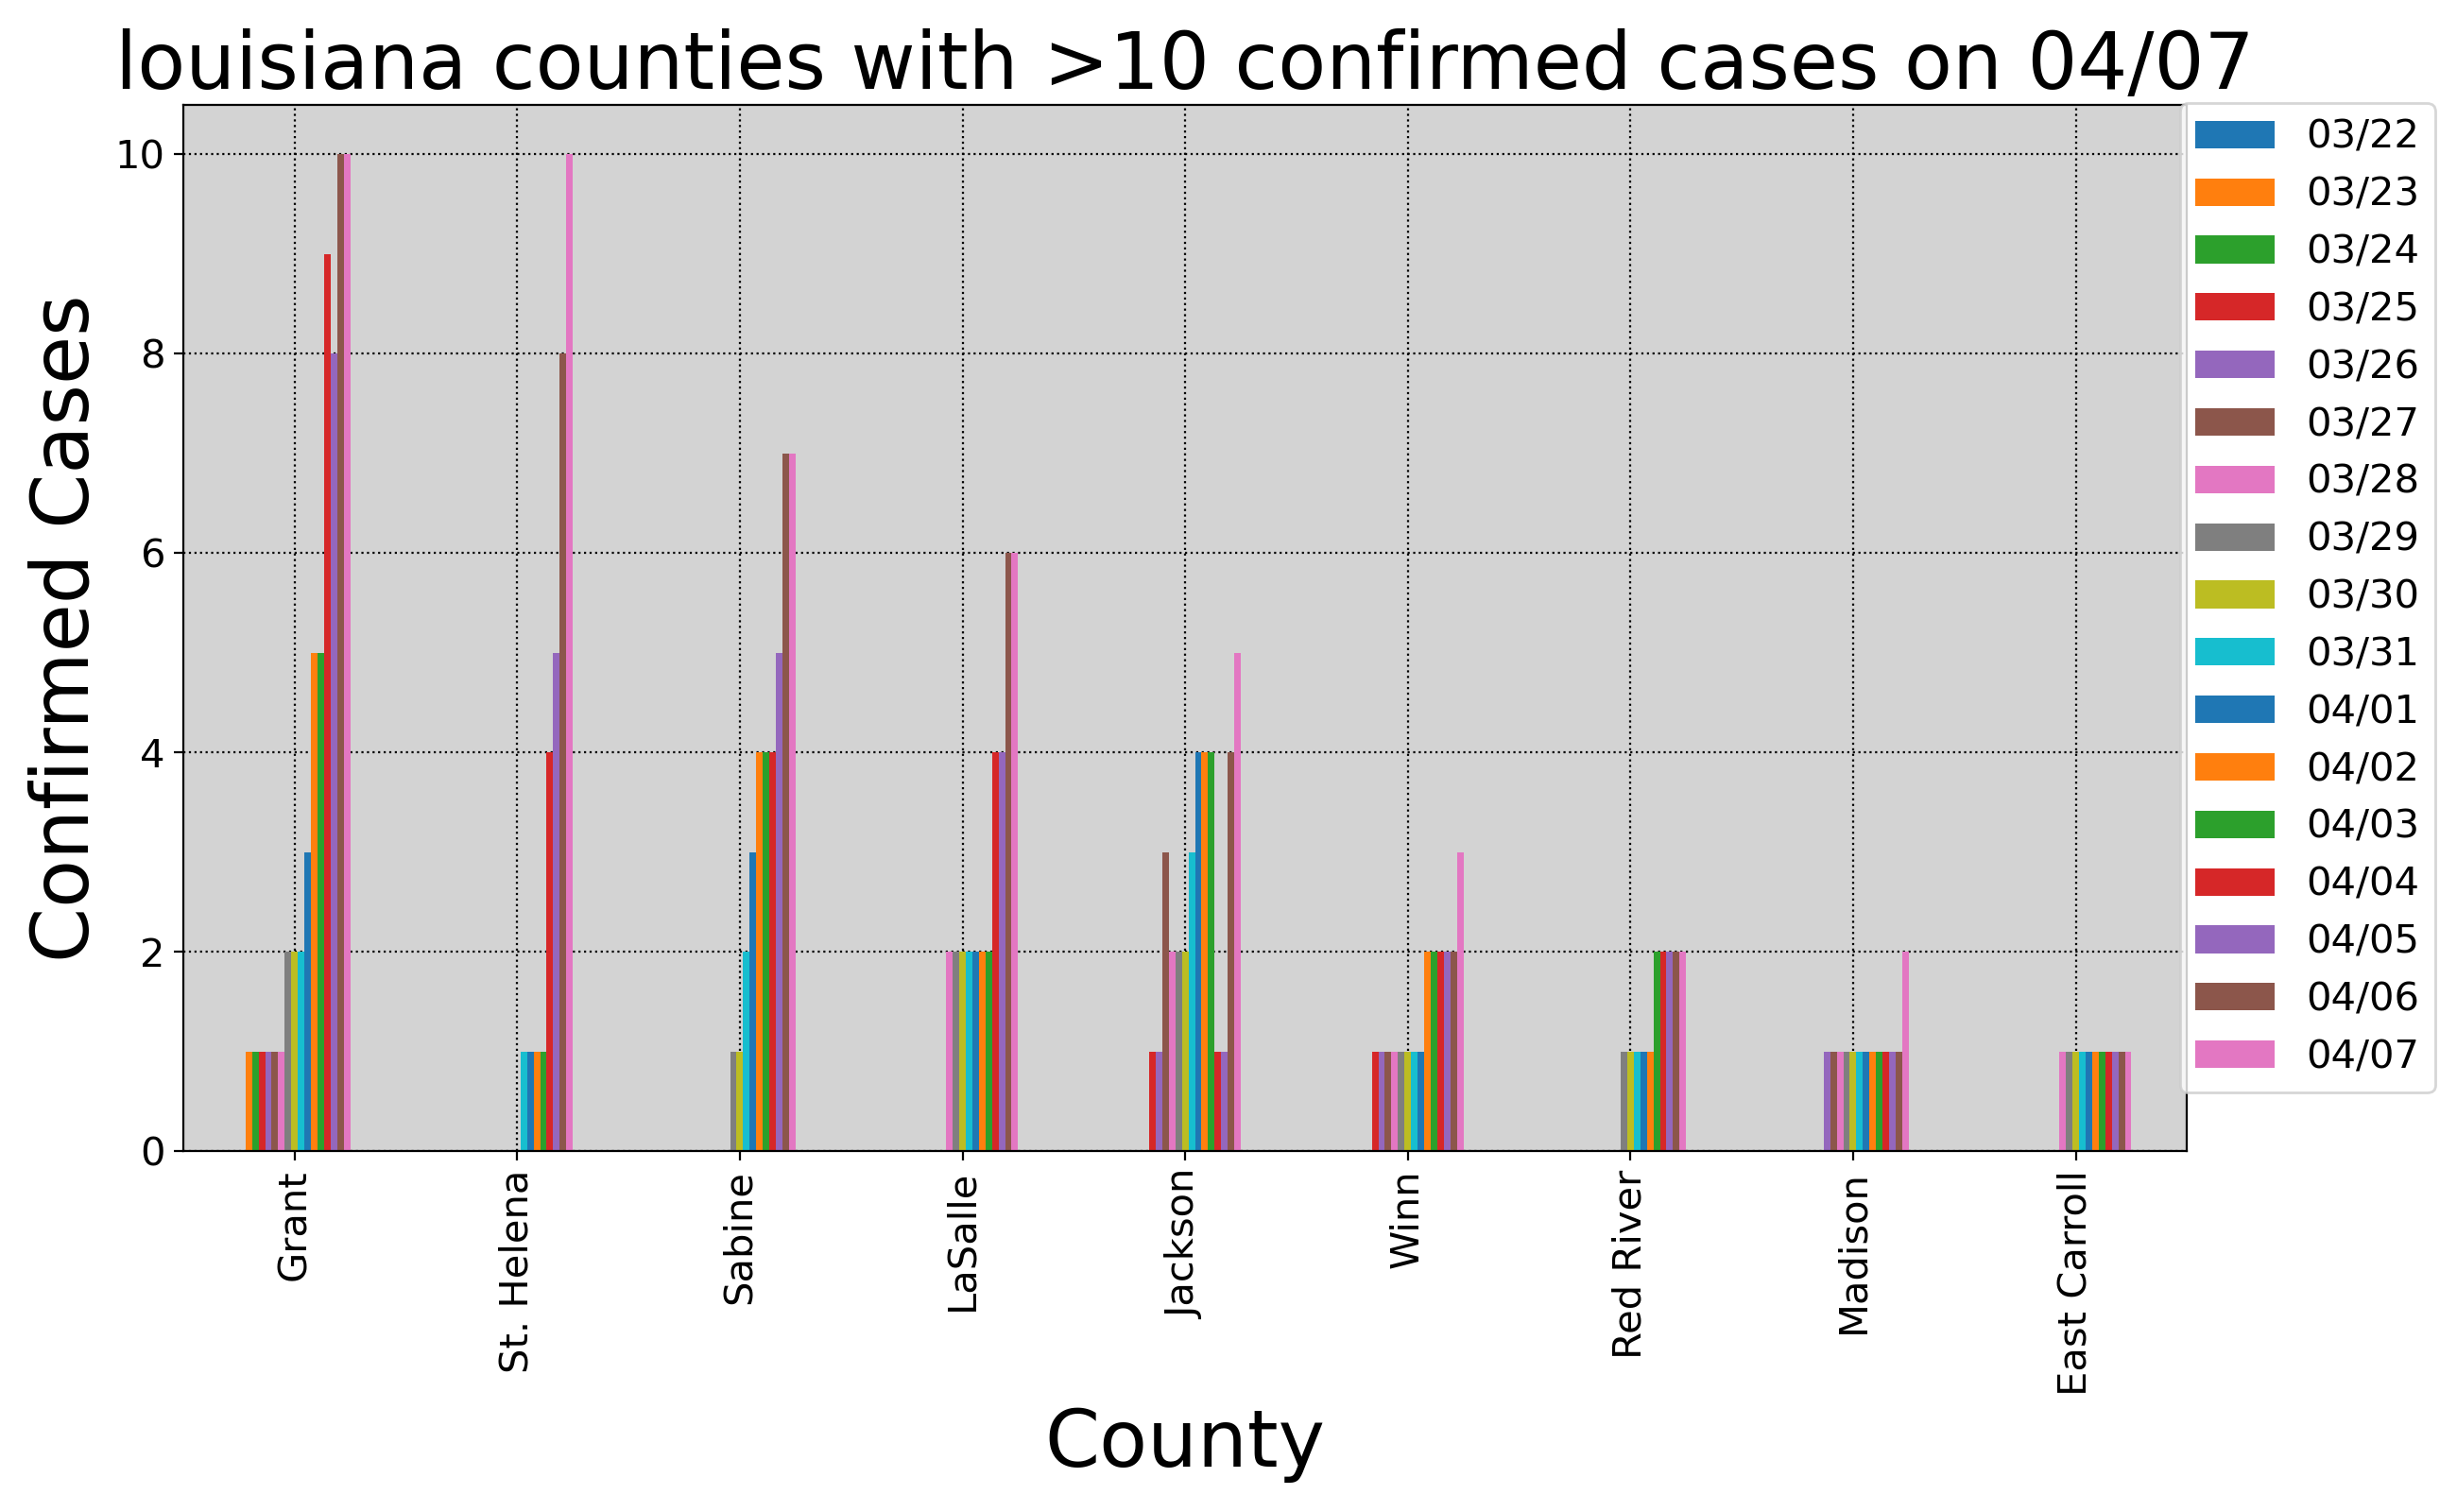 louisiana counties with >10 confirmed cases on 04/07
Confirmed Cases
10
8
6
4
2
0
03/22
03/23
03/24
03/25
03/26
03/27
03/28
03/29
03/30
03/31
04/01
04/02
04/03
04/04
04/05
04/06
04/07
Grant
St. Helena
Sabine
LaSalle
Jackson
Winn
Red River
Madison
East Carroll
County